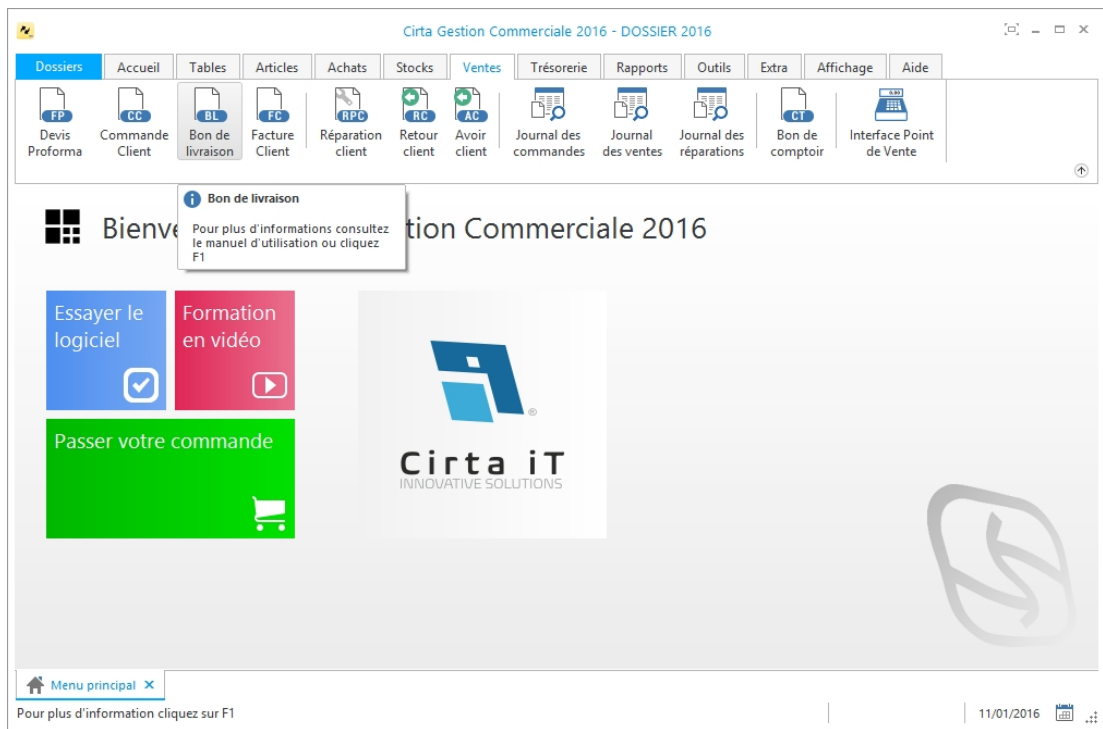 Cirta Gestion Commerciale 2016 - DOSSIER 2016
Dossiers Accueil Tables Articles Achats Stocks Ventes Trésorerie Rapports Outils Extra Affichage Aide
FP CC BL FC RPC RC AC CT 0.00
Devis Proforma
Commande Client
Bon de livraison
Facture Client
Réparation client
Retour client
Avoir client
Journal des commandes
Journal des ventes
Journal des réparations
Bon de comptoir
Interface Point de Vente
Bon de livraison
Pour plus d'informations consultez
le manuel d'utilisation ou cliquez
F1
Bienve tion Commerciale 2016
Essayer le
logiciel
Formation
en vidéo
Passer votre commande
®
Cirta iT
INNOVATIVE SOLUTIONS
Menu principal
Pour plus d'information cliquez sur F1
11/01/2016